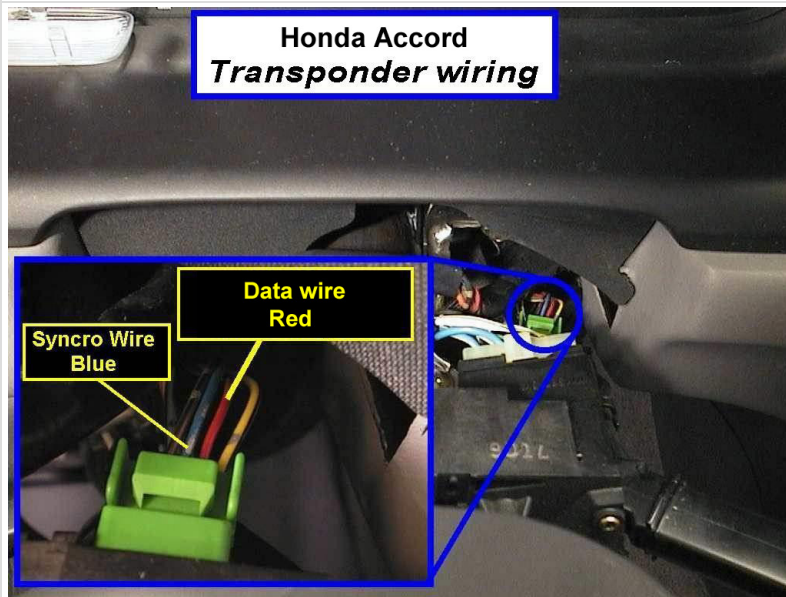 Honda Accord
Transponder wiring
Data wire
Red
Syncro Wire
Blue